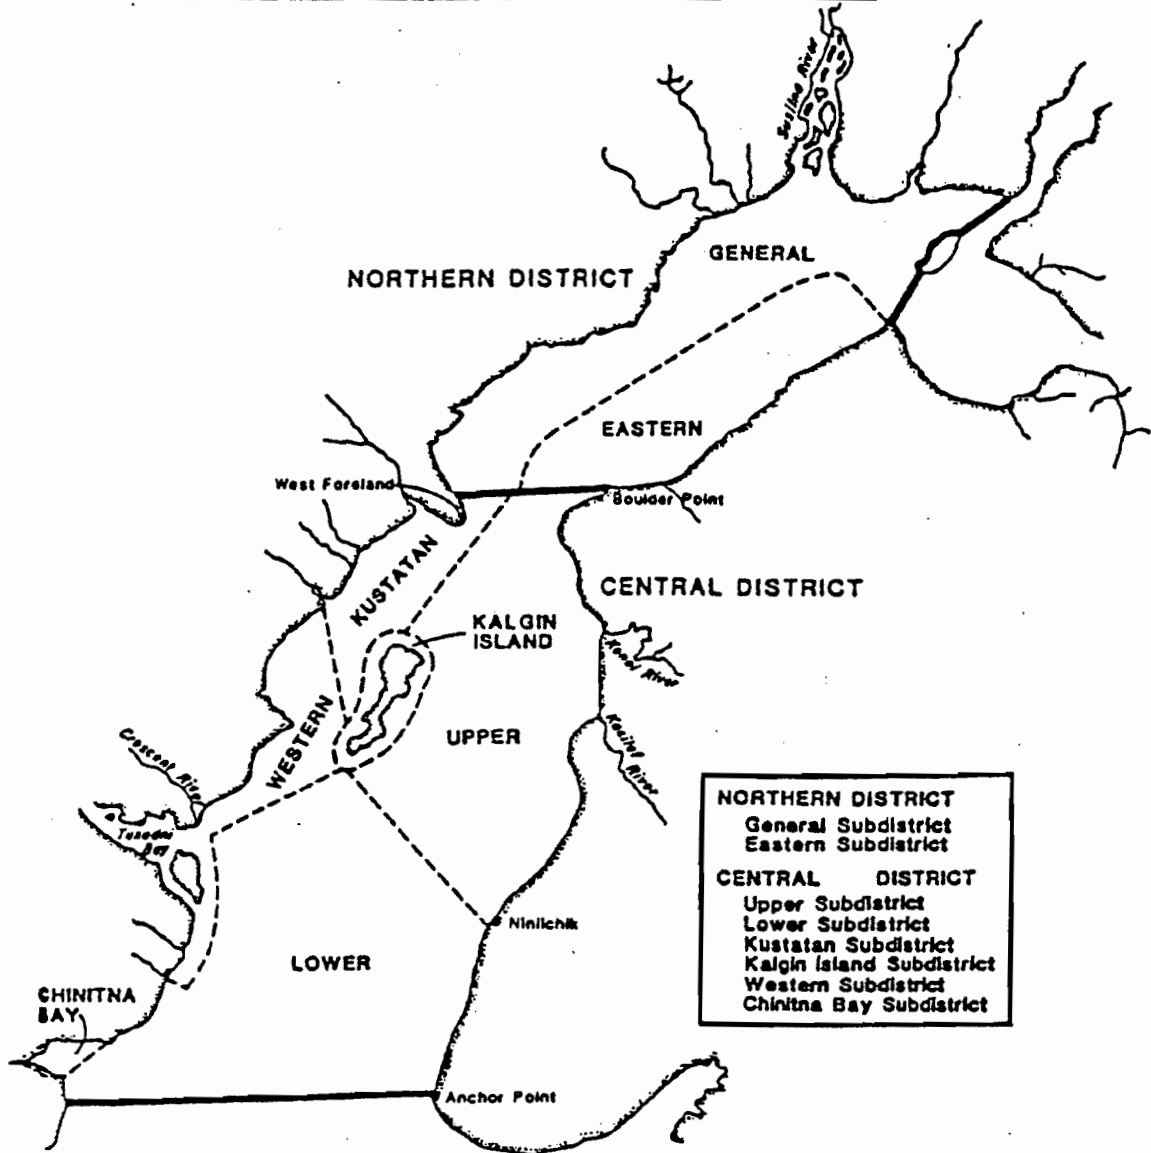 Susitna River
GENERAL
NORTHERN DISTRICT
EASTERN
West Foreland
Boulder Point
KUSTATAN
CENTRAL DISTRICT
KALGIN
ISLAND
Kenai River
WESTERN
UPPER
Kasilof River
Crescent River
Tuxedni
Bay
Ninilchik
LOWER
CHINITNA
BAY
Anchor Point
NORTHERN DISTRICT
General Subdistrict
Eastern Subdistrict
CENTRAL DISTRICT
Upper Subdistrict
Lower Subdistrict
Kustatan Subdistrict
Kalgin Island Subdistrict
Western Subdistrict
Chinitna Bay Subdistrict